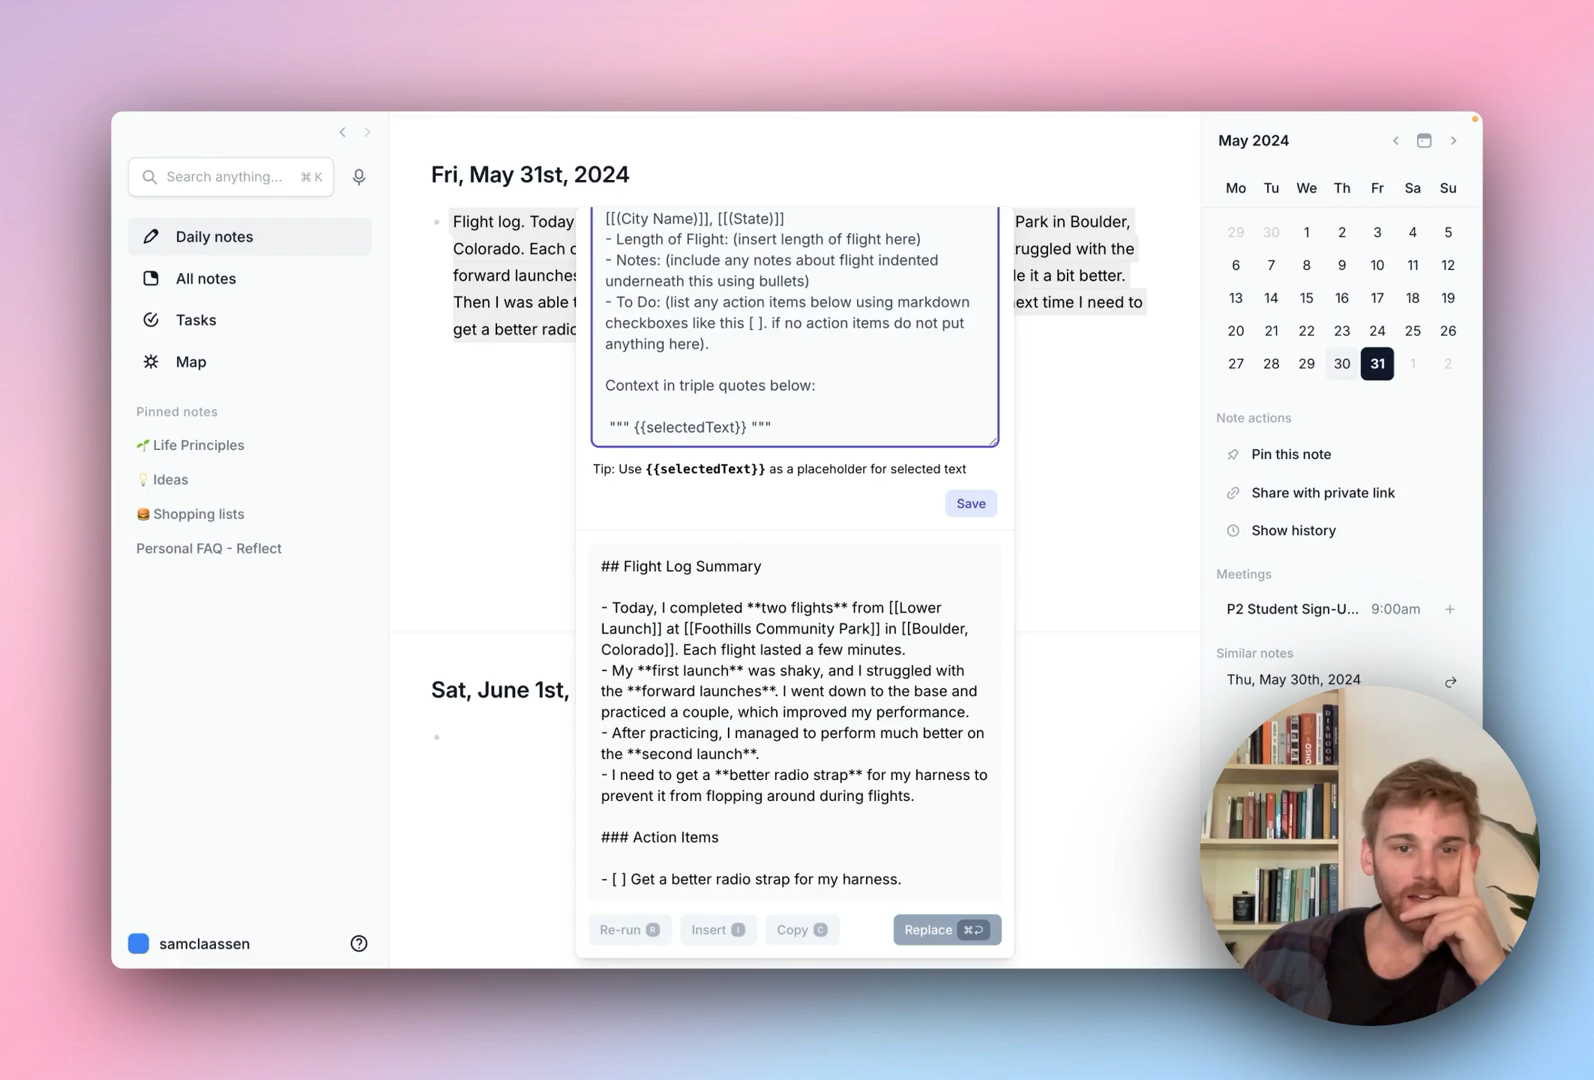 Search anything... ⌘ K
Daily notes
All notes
Tasks
Map
Pinned notes
🌱 Life Principles
💡 Ideas
🍔 Shopping lists
Personal FAQ - Reflect
samclaassen
Fri, May 31st, 2024
Flight log. Today
Park in Boulder,
Colorado. Each
ruggled with the
forward launches
le it a bit better.
Then I was able
ext time I need to
get a better radio
Sat, June 1st,
[[(City Name)]], [[(State)]]
- Length of Flight: (insert length of flight here)
- Notes: (include any notes about flight indented
underneath this using bullets)
- To Do: (list any action items below using markdown
checkboxes like this [ ]. if no action items do not put
anything here).
Context in triple quotes below:
""" {{selectedText}} """
Tip: Use {{selectedText}} as a placeholder for selected text
Save
## Flight Log Summary
- Today, I completed **two flights** from [[Lower
Launch]] at [[Foothills Community Park]] in [[Boulder,
Colorado]]. Each flight lasted a few minutes.
- My **first launch** was shaky, and I struggled with
the **forward launches**. I went down to the base and
practiced a couple, which improved my performance.
- After practicing, I managed to perform much better on
the **second launch**.
- I need to get a **better radio strap** for my harness to
prevent it from flopping around during flights.
### Action Items
- [ ] Get a better radio strap for my harness.
Re-run R
Insert I
Copy C
Replace ⌘↩
May 2024
Mo Tu We Th Fr Sa Su
29 30 1 2 3 4 5
6 7 8 9 10 11 12
13 14 15 16 17 18 19
20 21 22 23 24 25 26
27 28 29 30 31 1 2
Note actions
Pin this note
Share with private link
Show history
Meetings
P2 Student Sign-U... 9:00am +
Similar notes
Thu, May 30th, 2024